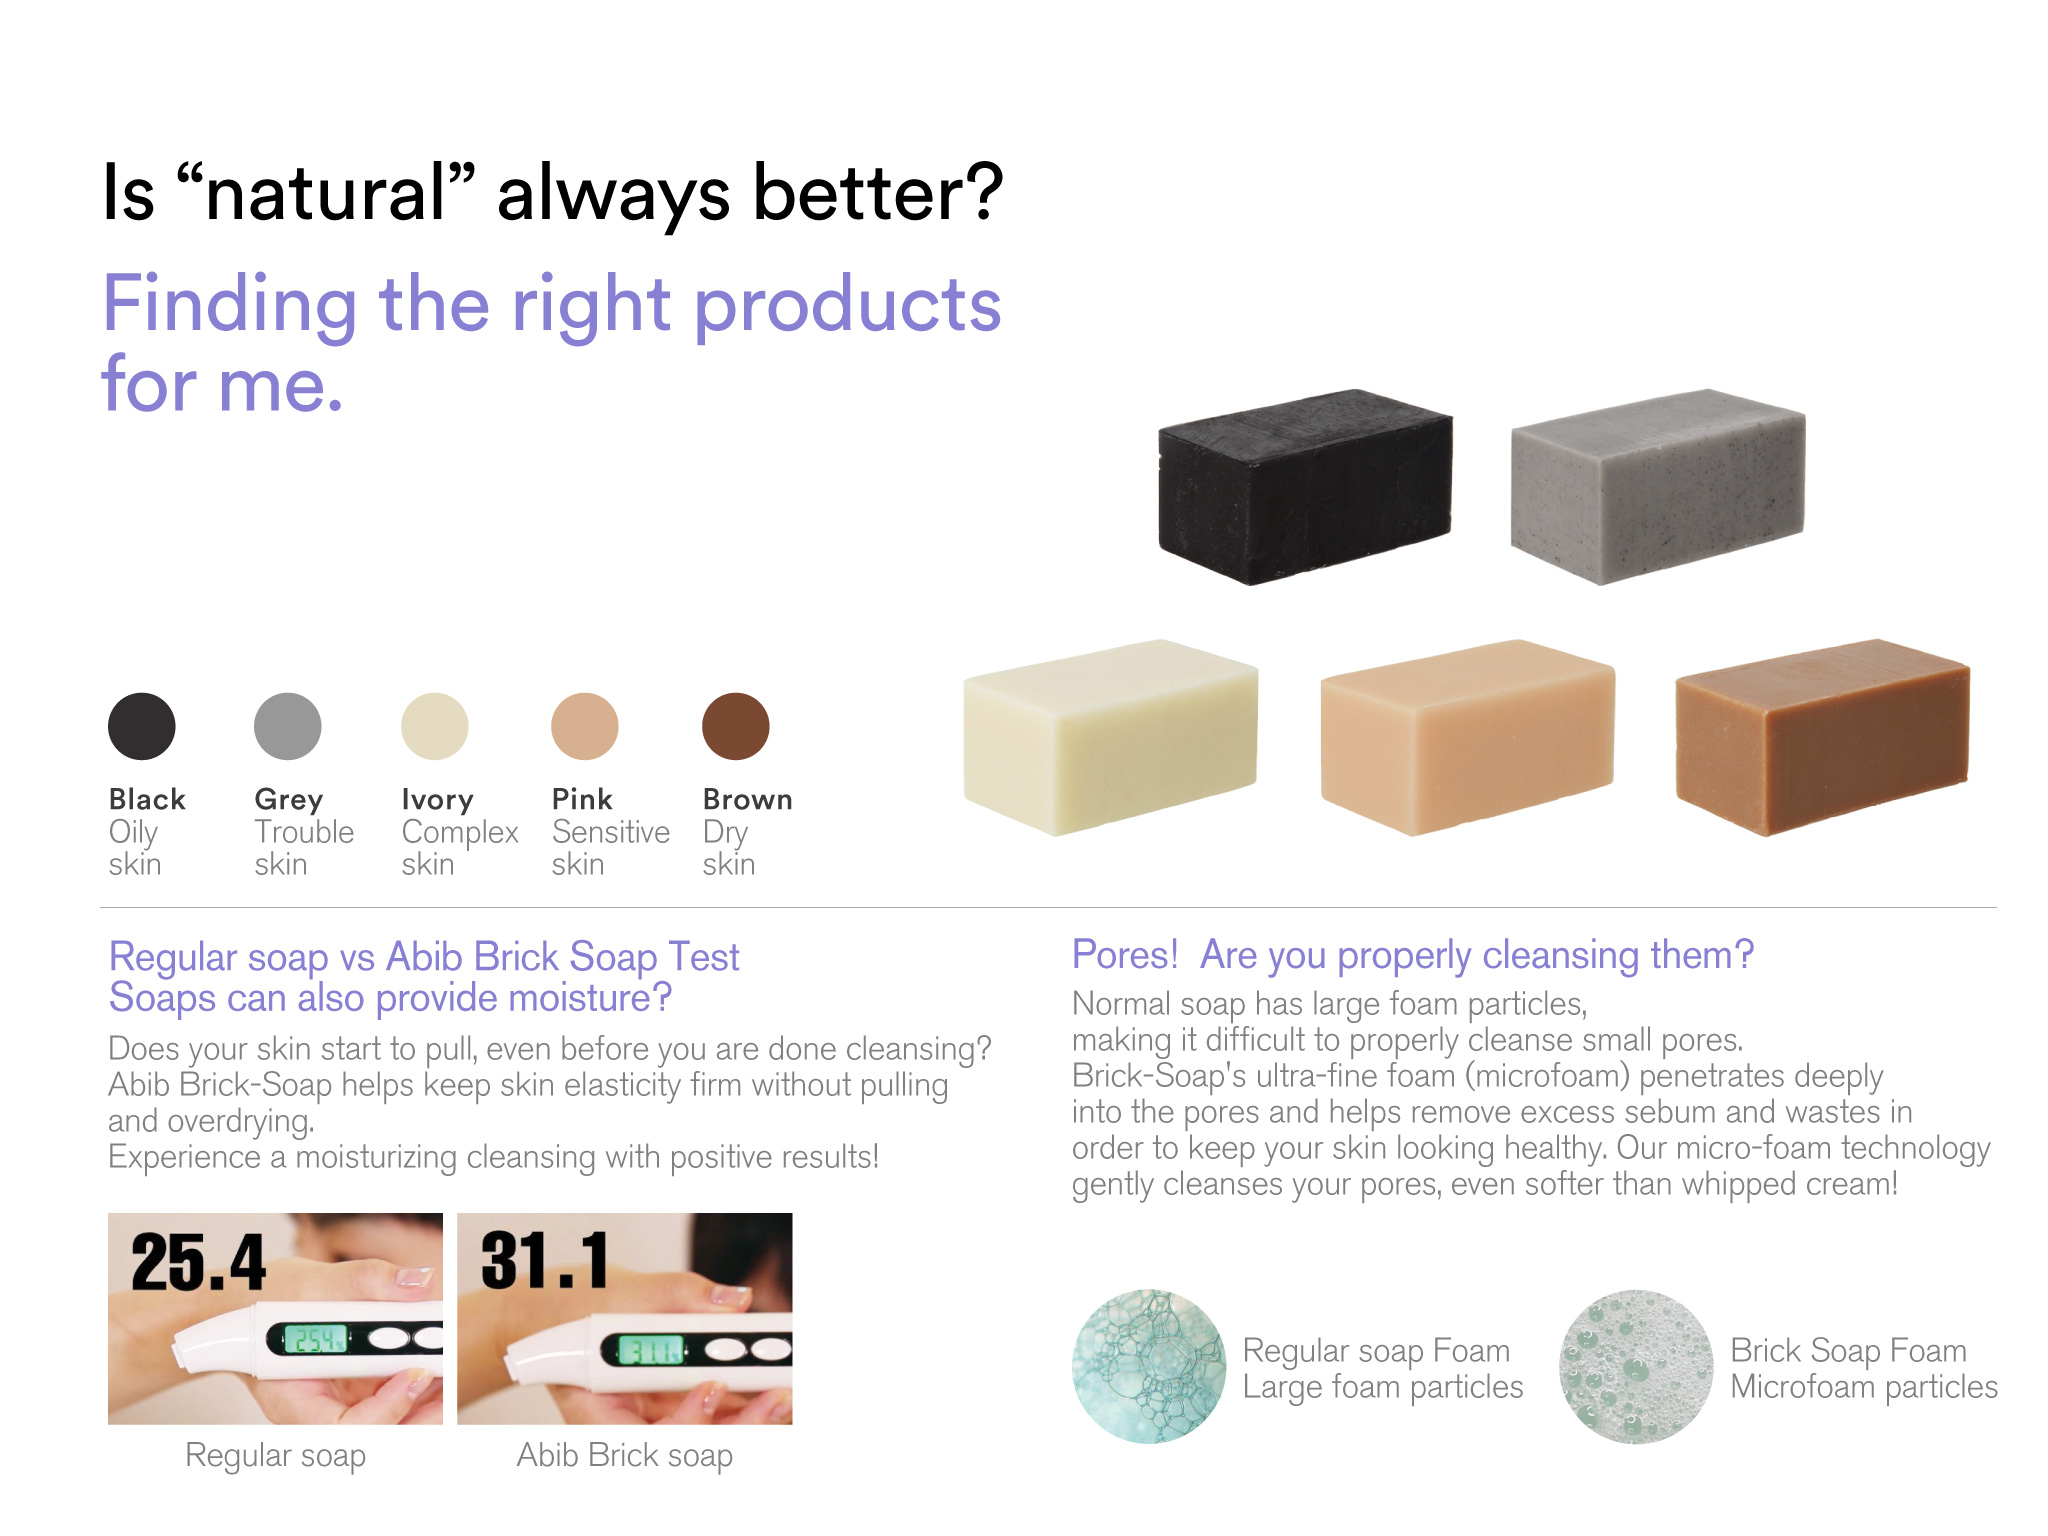 Is “natural” always better?
Finding the right products
for me.
Black
Oily
skin
Grey
Trouble
skin
Ivory
Complex
skin
Pink
Sensitive
skin
Brown
Dry
skin
Regular soap vs Abib Brick Soap Test
Soaps can also provide moisture?
Does your skin start to pull, even before you are done cleansing?
Abib Brick-Soap helps keep skin elasticity firm without pulling
and overdrying.
Experience a moisturizing cleansing with positive results!
25.4
25.4
Regular soap
31.1
31.1
Abib Brick soap
Pores!  Are you properly cleansing them?
Normal soap has large foam particles,
making it difficult to properly cleanse small pores.
Brick-Soap's ultra-fine foam (microfoam) penetrates deeply
into the pores and helps remove excess sebum and wastes in
order to keep your skin looking healthy. Our micro-foam technology
gently cleanses your pores, even softer than whipped cream!
Regular soap Foam
Large foam particles
Brick Soap Foam
Microfoam particles